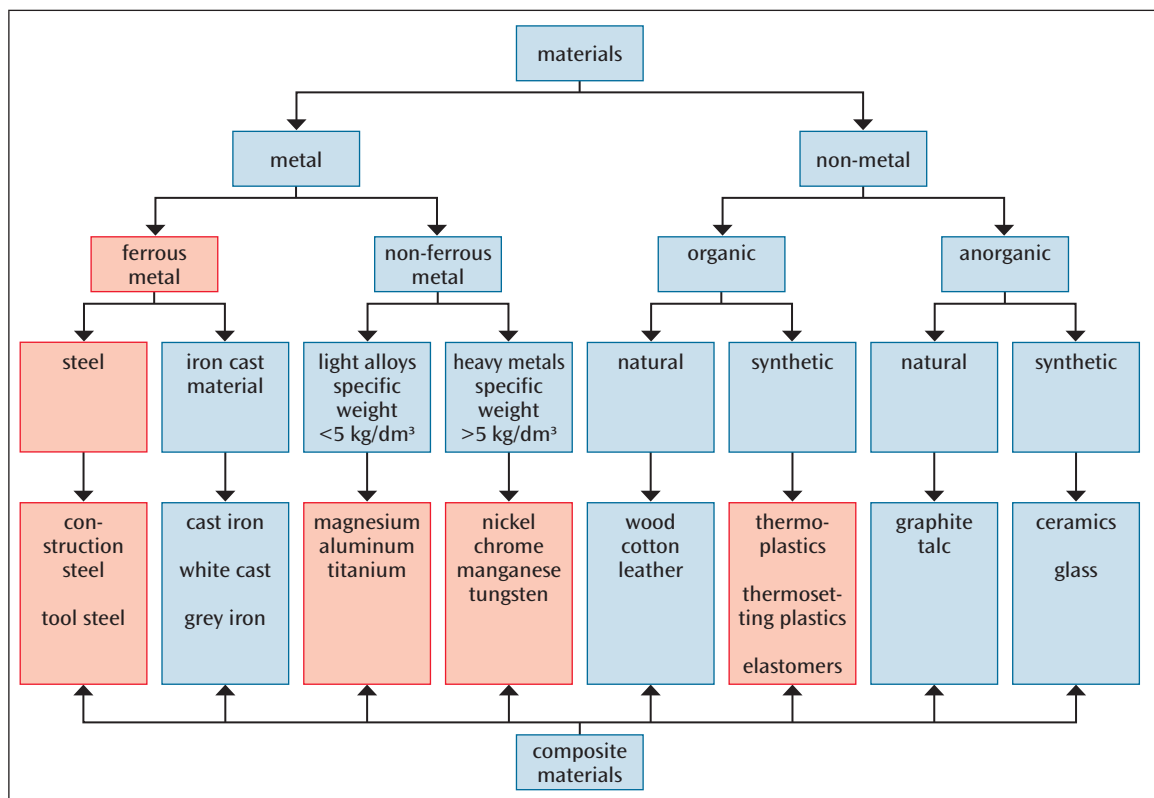 materials
metal
non-metal
ferrous
metal
non-ferrous
metal
organic
anorganic
steel
iron cast
material
light alloys
specific
weight
<5 kg/dm³
heavy metals
specific
weight
>5 kg/dm³
natural
synthetic
natural
synthetic
con-
struction
steel
tool steel
cast iron
white cast
grey iron
magnesium
aluminum
titanium
nickel
chrome
manganese
tungsten
wood
cotton
leather
thermo-
plastics
thermoset-
ting plastics
elastomers
graphite
talc
ceramics
glass
composite
materials